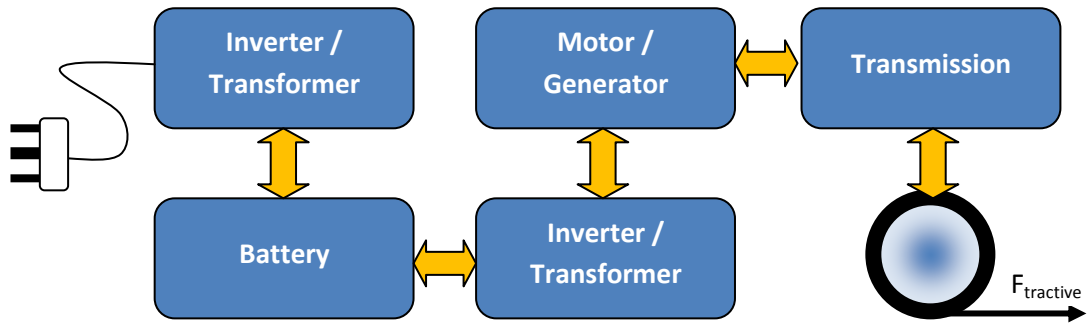 Inverter /
Transformer
Motor /
Generator
Transmission
Battery
Inverter /
Transformer
Ftractive